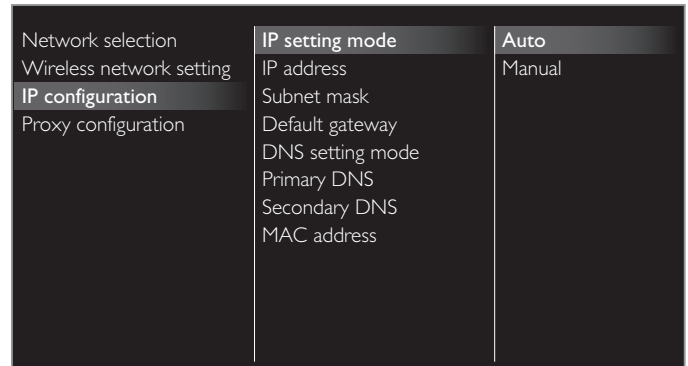 Network selection
Wireless network setting
IP configuration
Proxy configuration
IP setting mode
IP address
Subnet mask
Default gateway
DNS setting mode
Primary DNS
Secondary DNS
MAC address
Auto
Manual